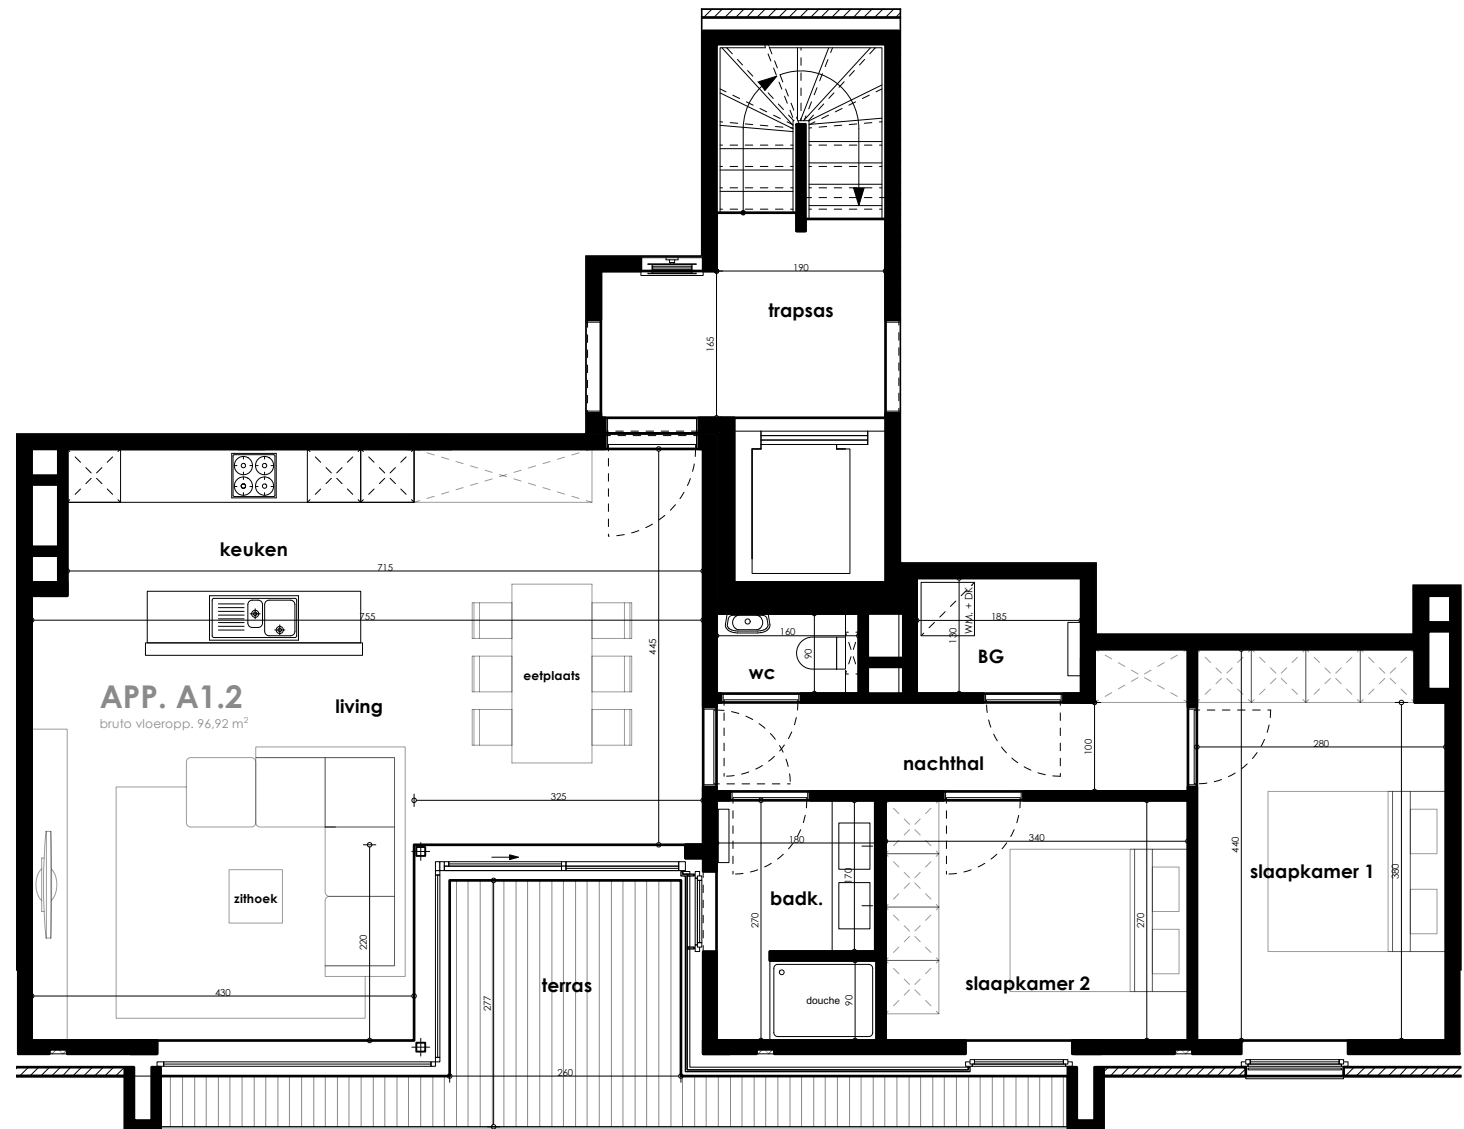 190
trapsas
165
keuken
715
755
445
160
90
wc
WM. + DK.
185
130
BG
eetplaats
APP. A1.2
bruto vloeropp. 96,92 m²
living
nachthal
100
280
325
180
170
340
440
380
slaapkamer 1
zithoek
badk.
270
270
220
slaapkamer 2
terras
douche
90
430
277
260